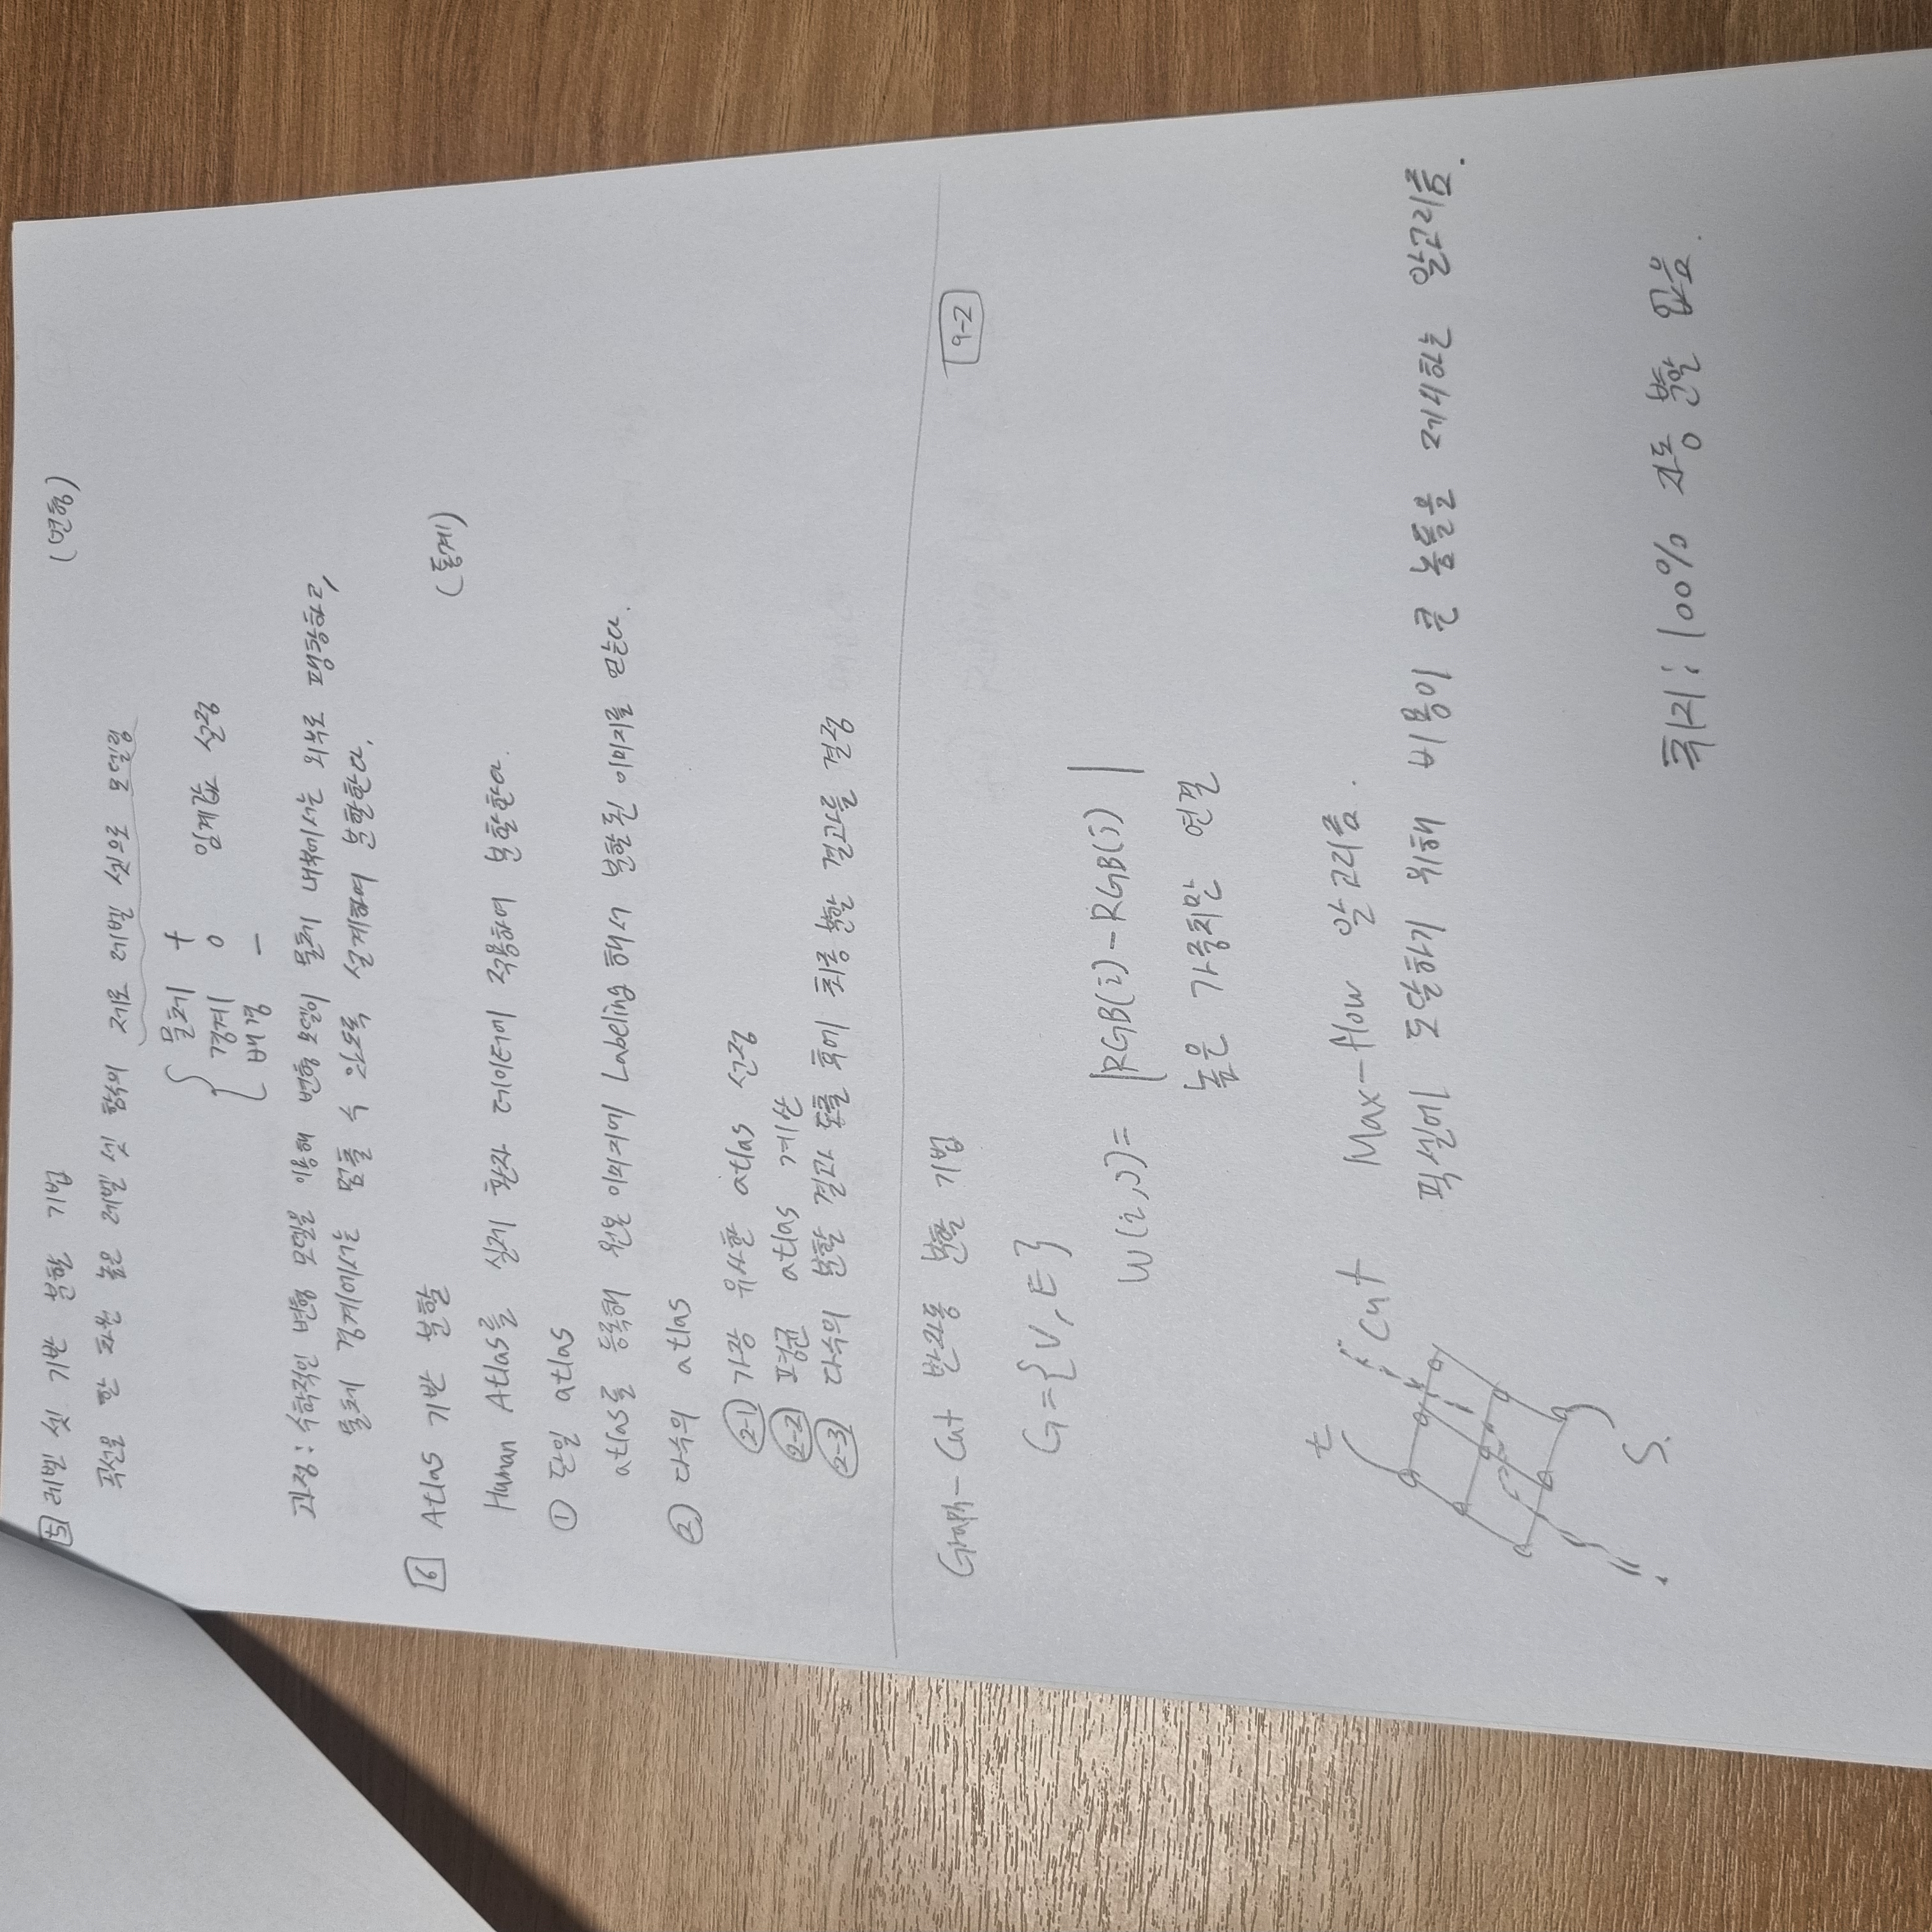 5 레벨 셋 기반 분할 기법 (변형)
곡선을 한 차원 높은 레벨 셋 함수의 제로 레벨 셋으로 모델링
물체 +
경계 0 임계값 설정
배경 -
과정: 수학적인 변형 모델을 이용해 변형 모델이 물체 내부에서는 외부로 팽창하고,
물체 경계에서는 멈출 수 있도록 설계하여 분할한다.
6 Atlas 기반 분할 (통계)
Human Atlas를 실제 환자 데이터에 적용하여 분할한다.
① 단일 atlas
atlas를 등록해 원본 이미지에 Labeling 해서 분할된 이미지를 얻는다.
② 다수의 atlas
2-1 가장 유사한 atlas 선정
2-2 평균 atlas 계산
2-3 다수의 분할 결과 도출 후에 최종 분할 결과를 결정
Graph-Cut 반자동 분할 기법 9-2
G={V, E}
W(i,j)= |RGB(i)-RGB(j)|
높은 가중치만 연결
t
cut Max-flow 알고리즘.
픽셀에 도달하기 위해 비용이 큰 놈들을 제외하는 알고리즘.
S.
취지: 100% 자동 분할 없음.